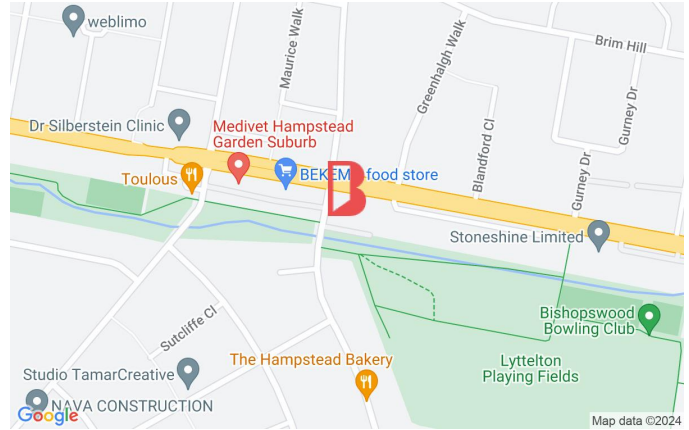 weblimo
Brim Hill
Maurice Walk
Greenhalgh Walk
Gurney Dr
Dr Silberstein Clinic
Medivet Hampstead
Garden Suburb
Blandford Cl
Toulous
BEKEM
food store
B
Gurney Dr
Stoneshine Limited
Bishopswood
Bowling Club
Sutcliffe Cl
The Hampstead Bakery
Lyttelton
Playing Fields
Studio TamarCreative
NAVA CONSTRUCTION
Google
Map data ©2024